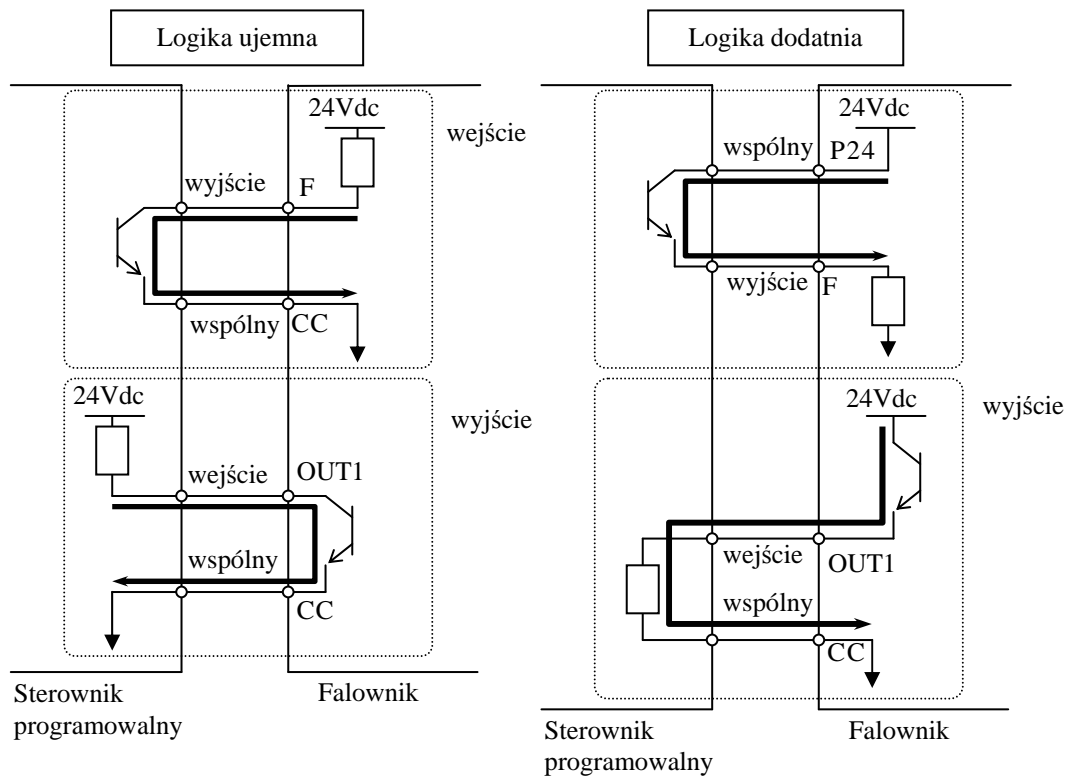 Logika ujemna
24Vdc
wejście
wyjście
F
wspólny
CC
24Vdc
wyjście
wejście
OUT1
wspólny
CC
Sterownik
programowalny
Falownik
Logika dodatnia
24Vdc
wspólny
P24
wyjście
F
24Vdc
wyjście
wejście
OUT1
wspólny
CC
Sterownik
programowalny
Falownik